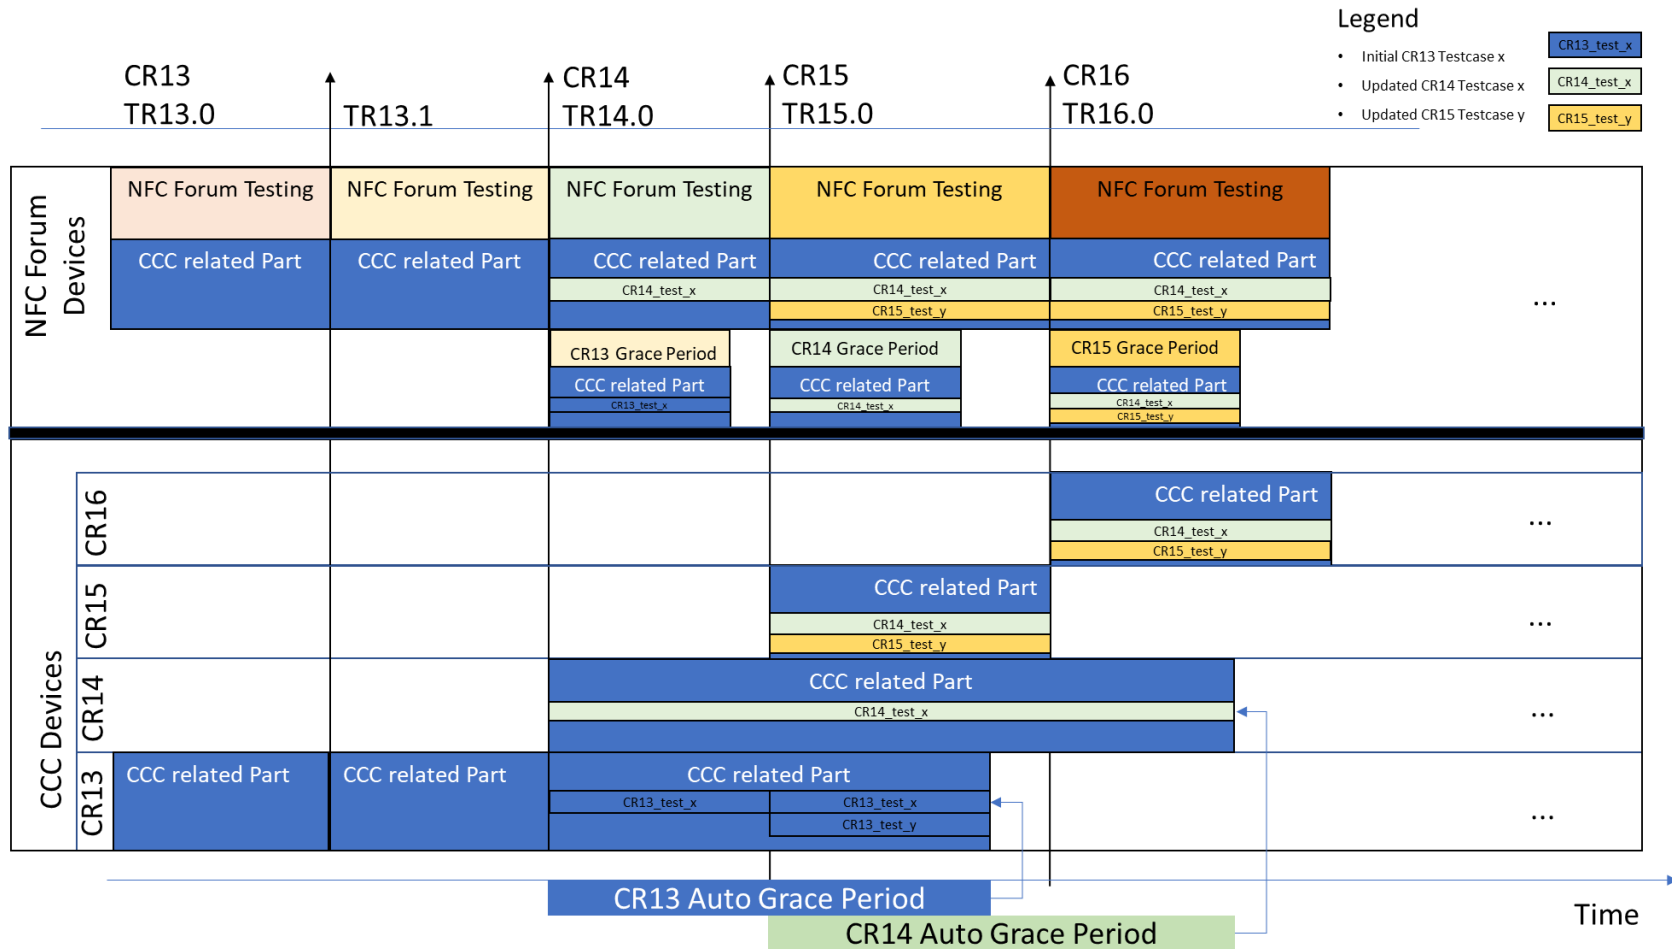 Legend
• Initial CR13 Testcase x
CR13_test_x
• Updated CR14 Testcase x
CR14_test_x
• Updated CR15 Testcase y
CR15_test_y
CR13
TR13.0
TR13.1
CR14
TR14.0
CR15
TR15.0
CR16
TR16.0
NFC Forum
Devices
NFC Forum Testing
NFC Forum Testing
NFC Forum Testing
NFC Forum Testing
NFC Forum Testing
CCC related Part
CCC related Part
CCC related Part
CCC related Part
CCC related Part
CR14_test_x
CR14_test_x
CR14_test_x
CR15_test_y
CR15_test_y
...
CR13 Grace Period
CCC related Part
CR13_test_x
CR14 Grace Period
CCC related Part
CR14_test_x
CR15 Grace Period
CCC related Part
CR14_test_x
CR15_test_y
CCC Devices
CR16
CCC related Part
CR14_test_x
CR15_test_y
...
CR15
CCC related Part
CR14_test_x
CR15_test_y
...
CR14
CCC related Part
CR14_test_x
...
CR13
CCC related Part
CCC related Part
CCC related Part
CR13_test_x
CR13_test_x
CR13_test_y
...
CR13 Auto Grace Period
CR14 Auto Grace Period
Time